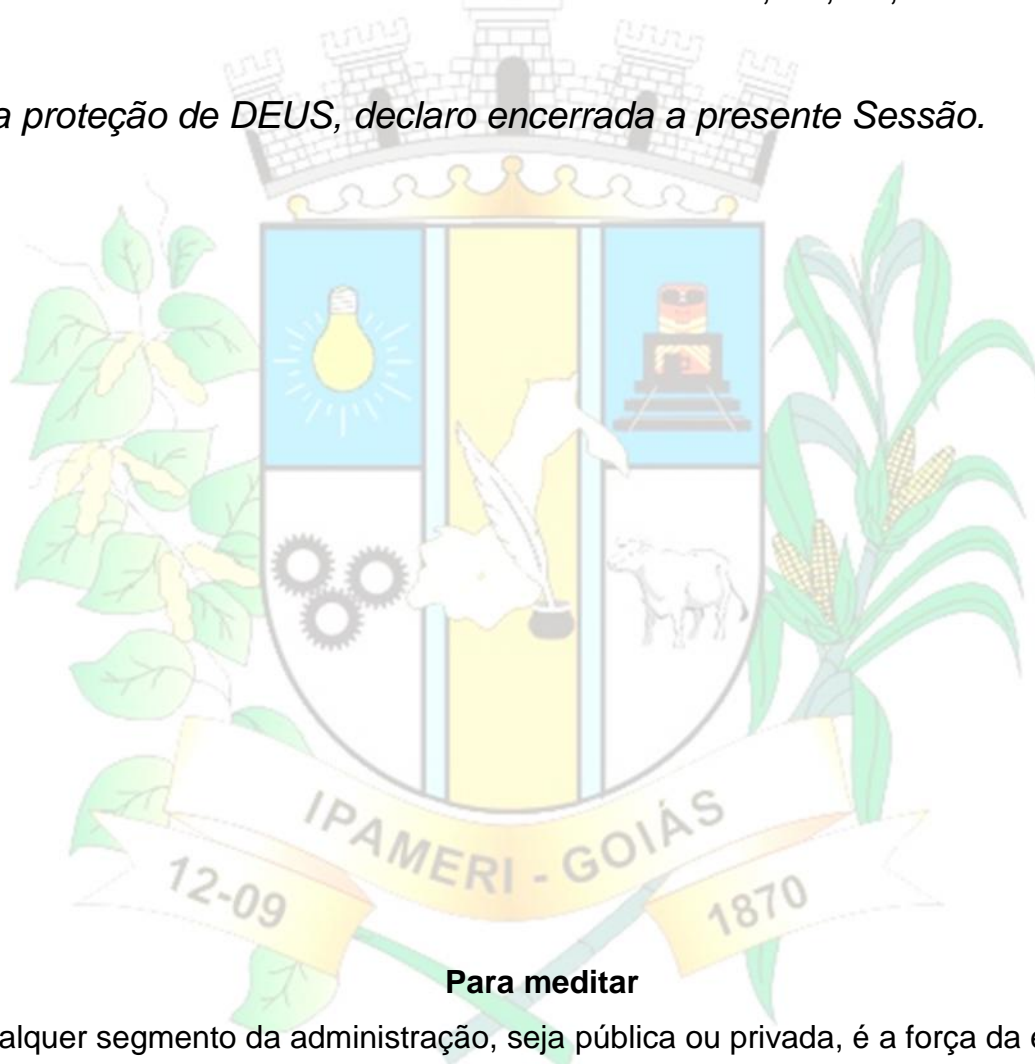 a proteção de DEUS, declaro encerrada a presente Sessão.
IPAMERI - GOIÁS
12-09
1870
Para meditar
alquer segmento da administração, seja pública ou privada, é a força da